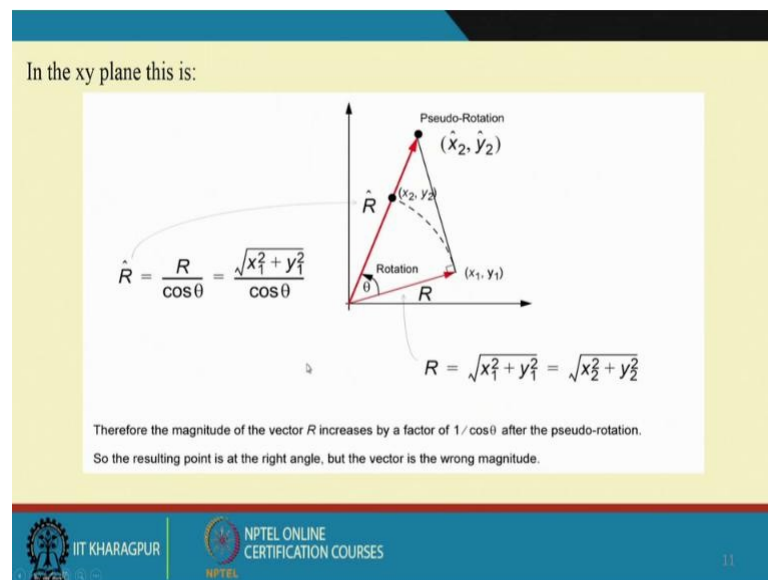 In the xy plane this is:
Pseudo-Rotation
(x̂₂, ŷ₂)
R̂
(x₂, y₂)
R̂ = R / cosθ = √(x₁² + y₁²) / cosθ
Rotation
θ
R
(x₁, y₁)
R = √(x₁² + y₁²) = √(x₂² + y₂²)
Therefore the magnitude of the vector R increases by a factor of 1/cosθ after the pseudo-rotation.
So the resulting point is at the right angle, but the vector is the wrong magnitude.
IIT KHARAGPUR
NPTEL
NPTEL ONLINE
CERTIFICATION COURSES
11